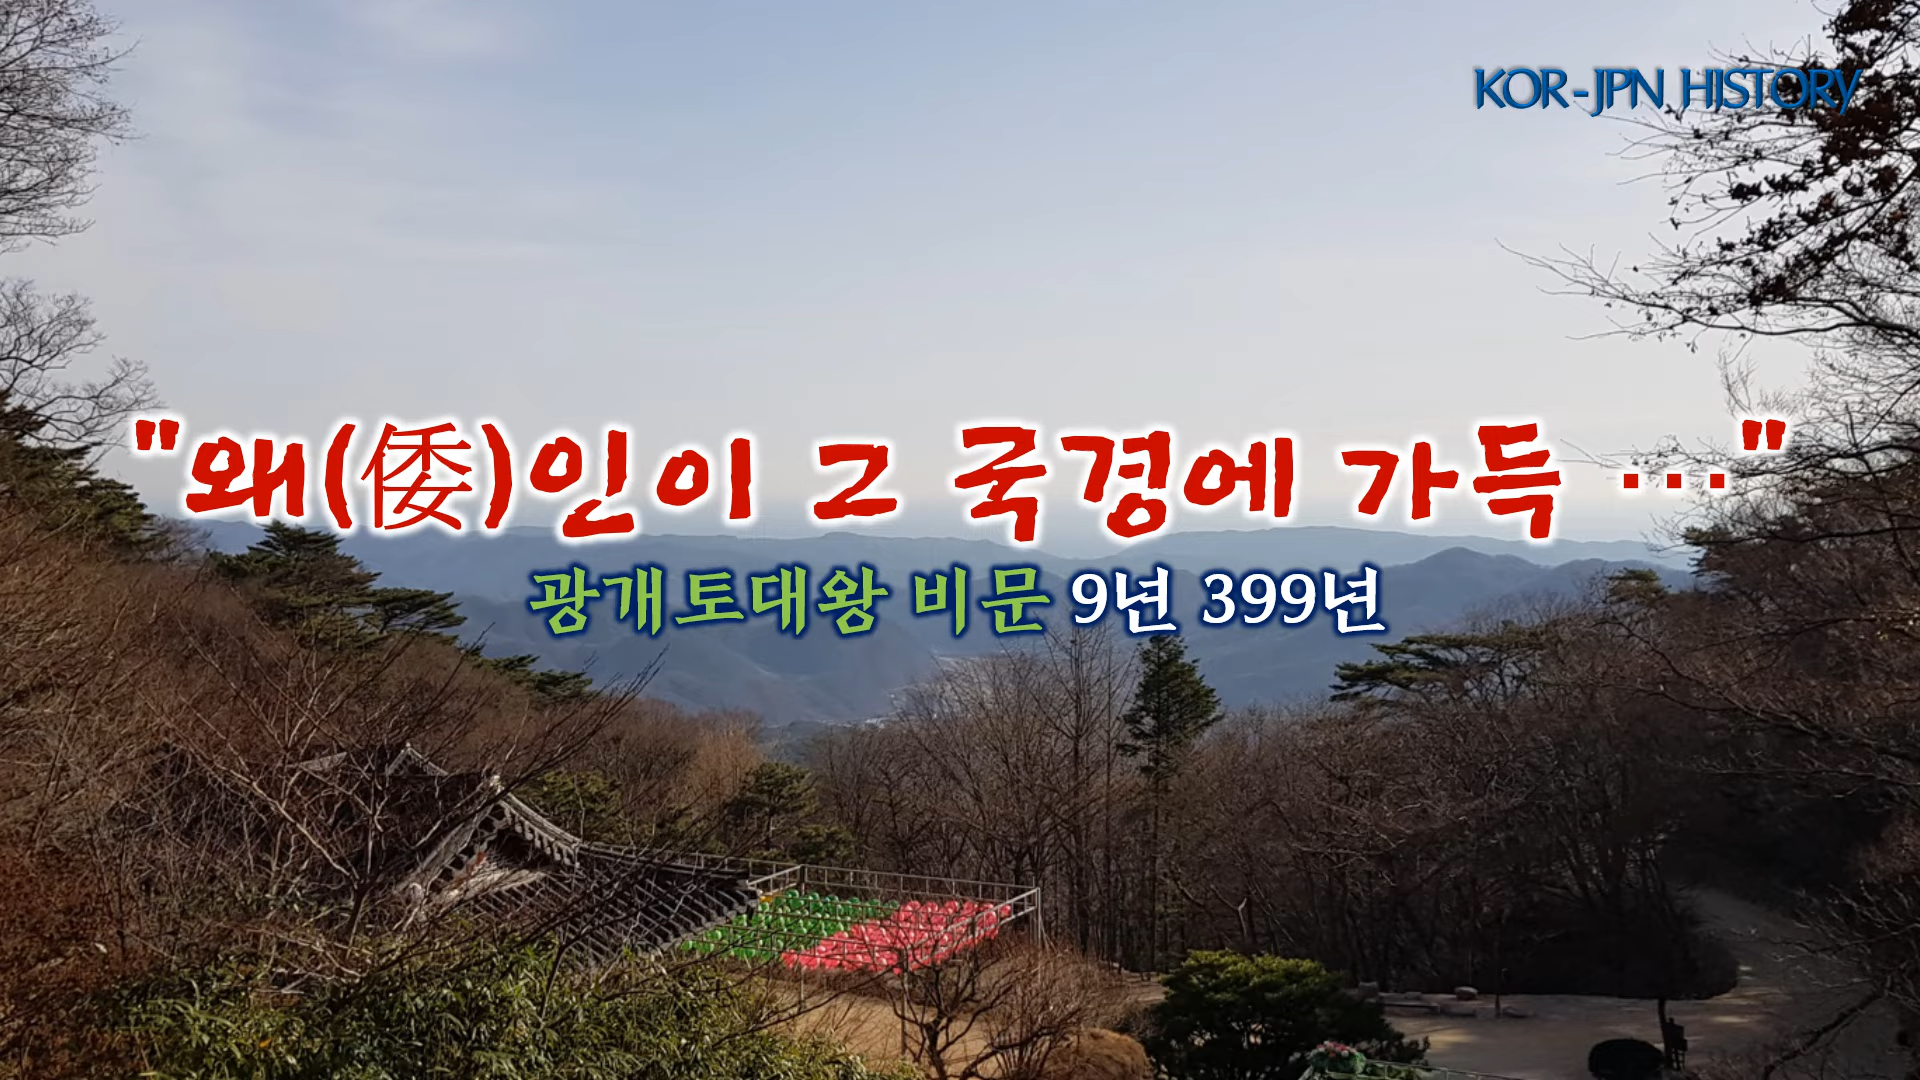 KOR-JPN HISTORY
"왜(倭)인이 그 국경에 가득 …"
광개토대왕 비문 9년 399년